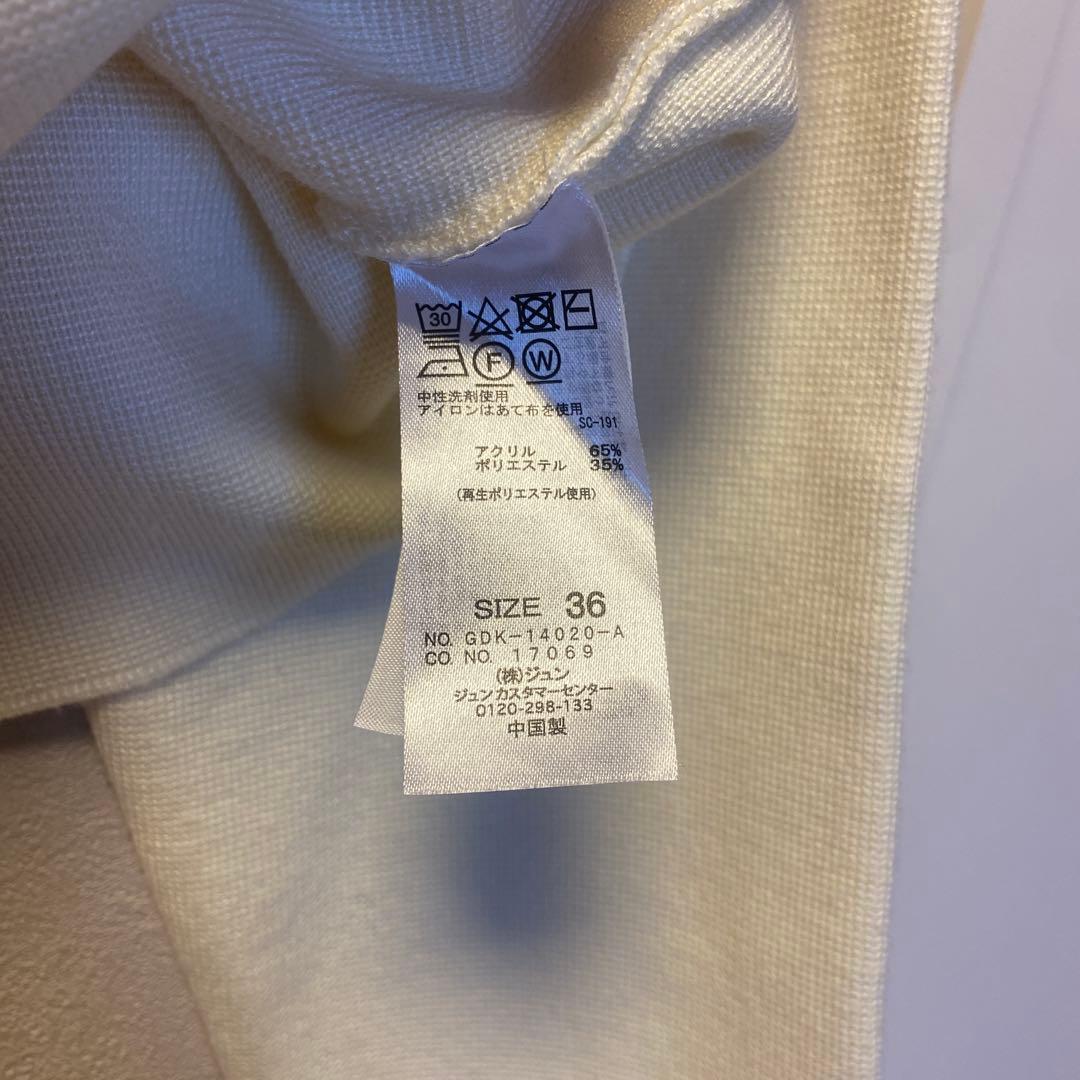 30
F W
中性洗剤使用
アイロンはあて布を使用
SC-191
アクリル 65%
ポリエステル 35%
(再生ポリエステル使用)
SIZE 36
NO. GDK-14020-A
CO. NO. 17069
(株)ジュン
ジュンカスタマーセンター
0120-298-133
中国製